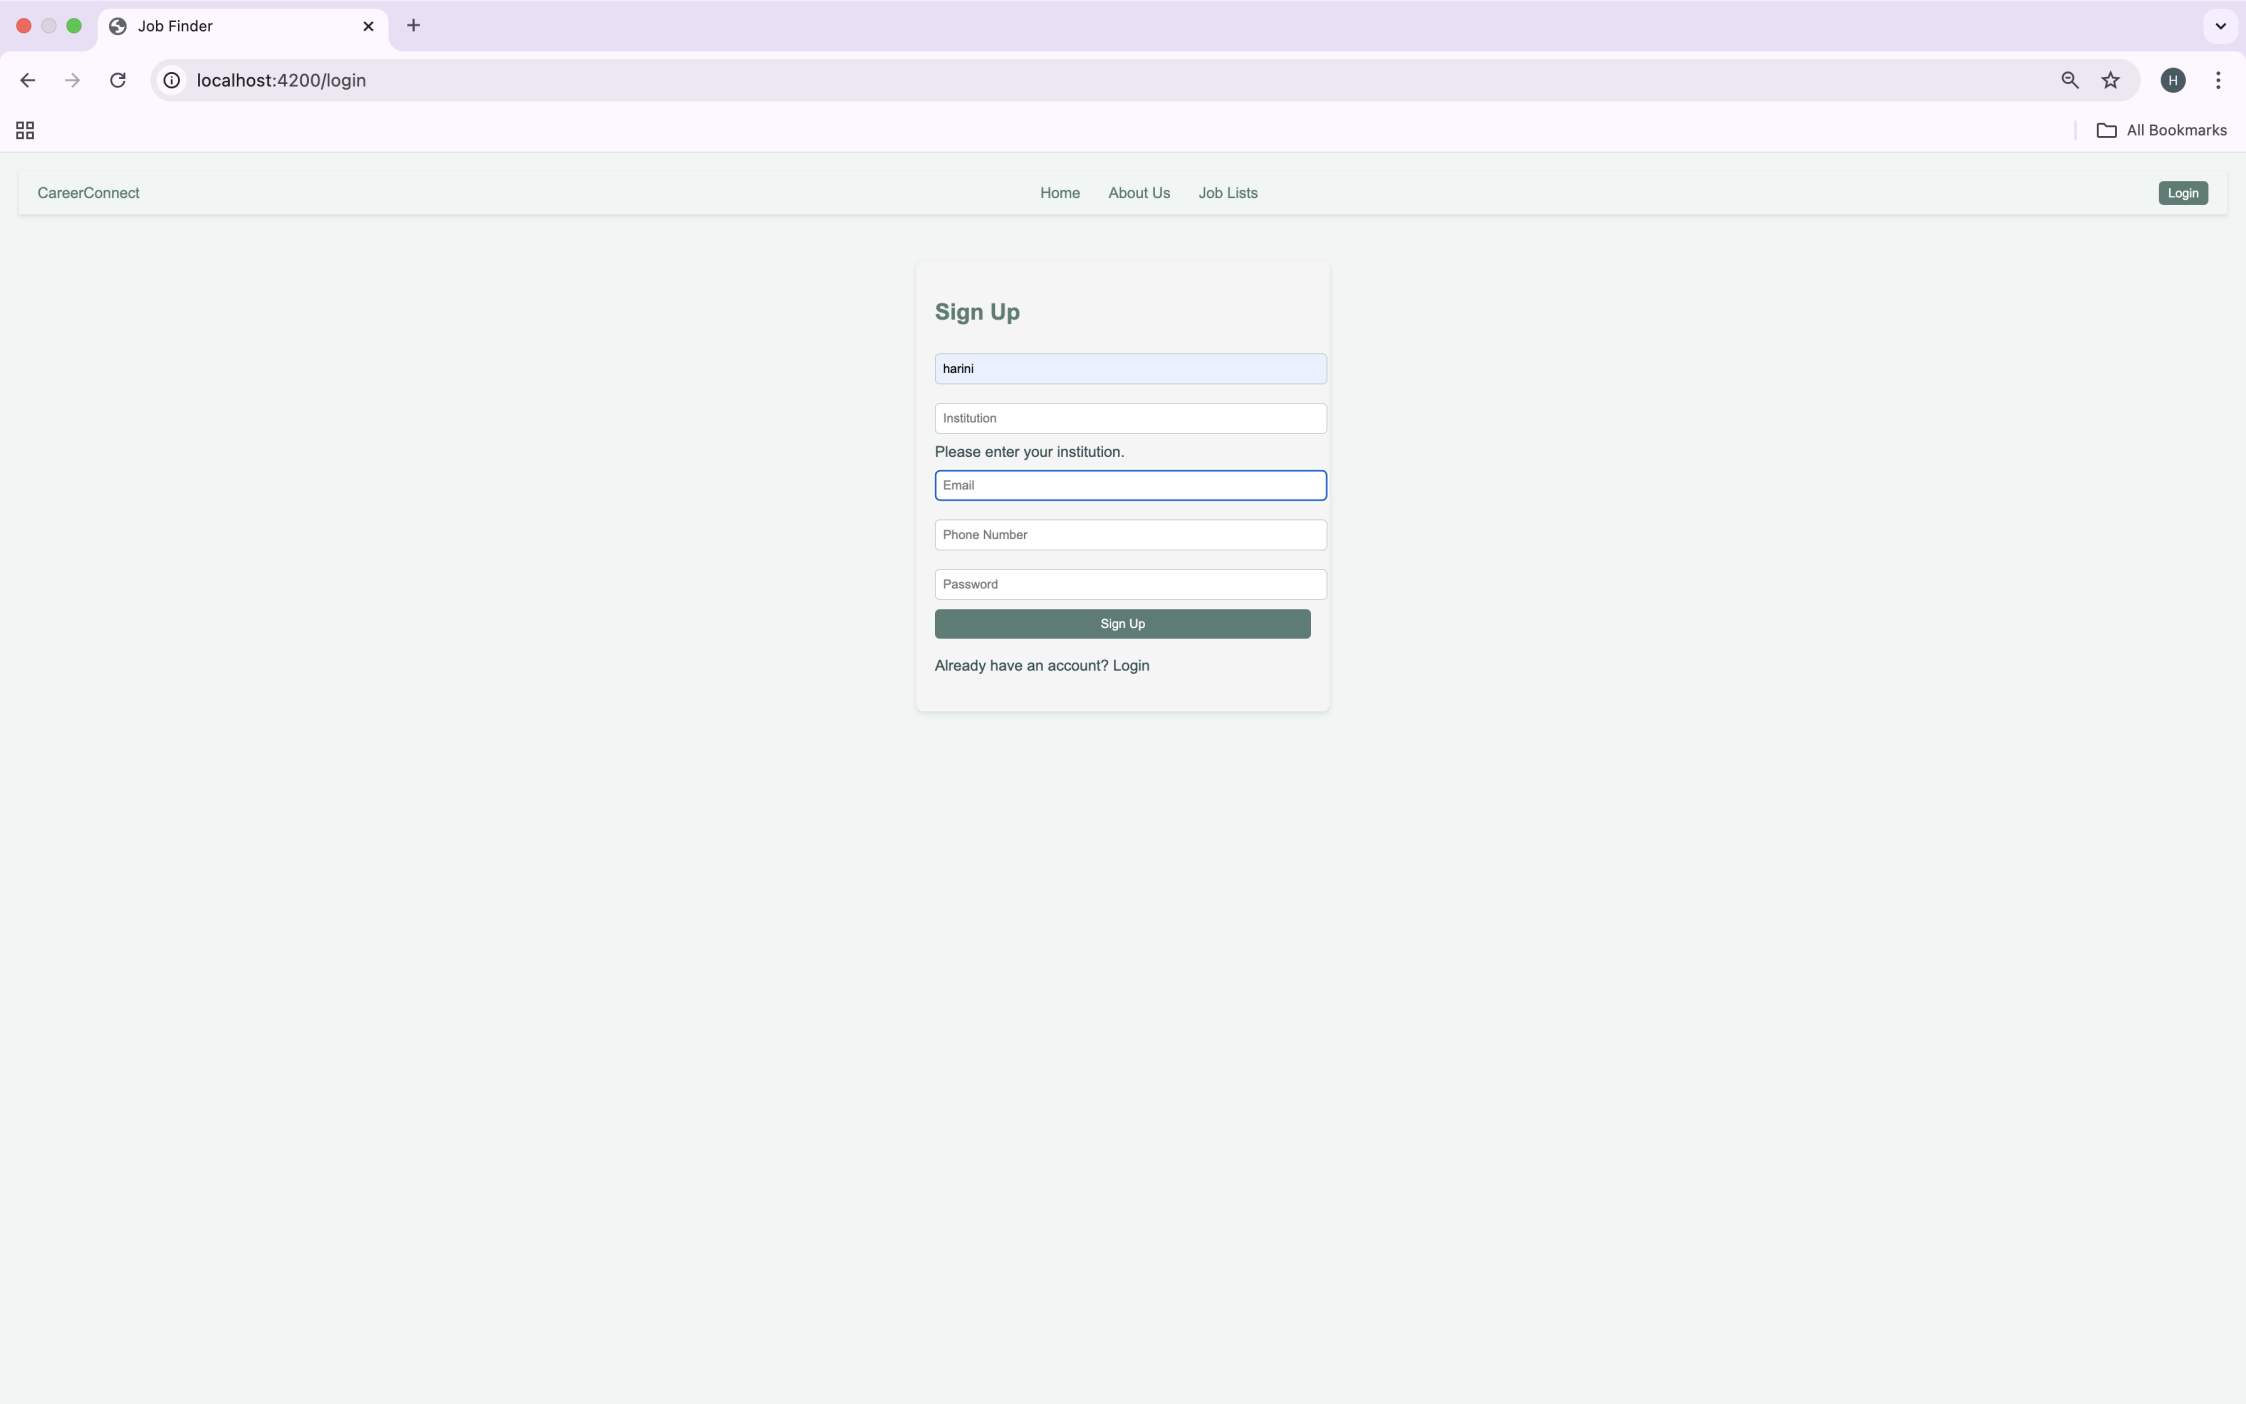 Job Finder
localhost:4200/login
H
All Bookmarks
CareerConnect Home About Us Job Lists Login
Sign Up
harini
Institution
Please enter your institution.
Email
Phone Number
Password
Sign Up
Already have an account? Login